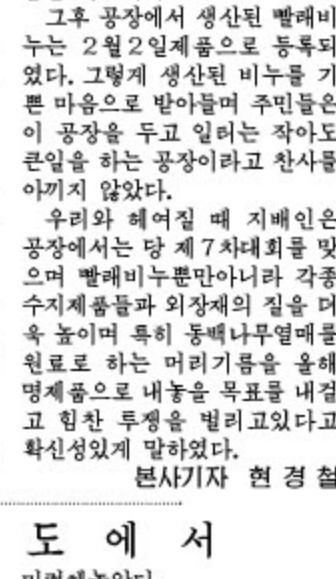 그후 공장에서 생산된 빨래비
누는 2월2일제품으로 등록되
였다. 그렇게 생산된 비누를 기
쁜 마음으로 받아들며 주민들은
이 공장을 두고 일터는 작아도
큰일을 하는 공장이라고 찬사를
아끼지 않았다.
우리와 헤여질 때 지배인은
공장에서는 당 제7차대회를 맞
으며 빨래비누뿐만아니라 각종
수지제품들과 외장재의 질을 더
욱 높이며 특히 동백나무열매를
원료로 하는 머리기름을 올해
명제품으로 내놓을 목표를 내걸
고 힘찬 투쟁을 벌리고있다고
확신성있게 말하였다.
본사기자 현경철
도에서